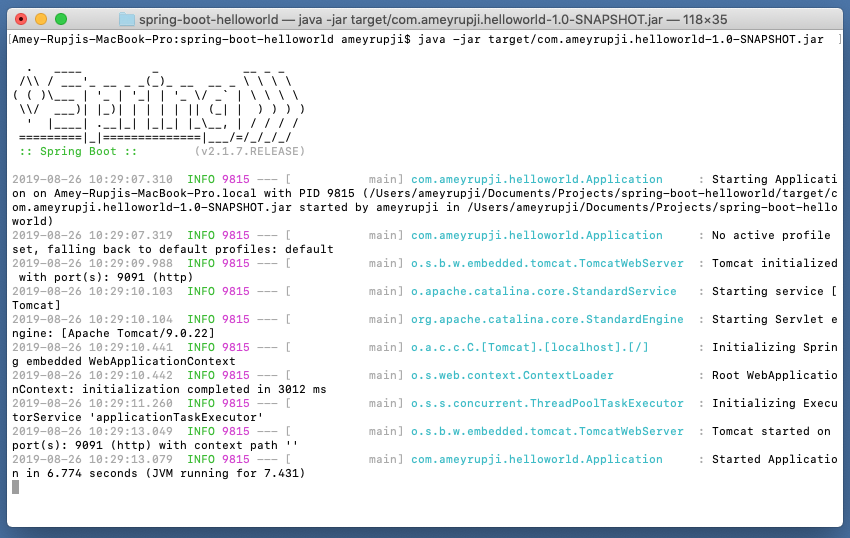 spring-boot-helloworld — java -jar target/com.ameyrupji.helloworld-1.0-SNAPSHOT.jar — 118×35
[Amey-Rupjis-MacBook-Pro:spring-boot-helloworld ameyrupji$ java -jar target/com.ameyrupji.helloworld-1.0-SNAPSHOT.jar  ]
  .   ____          _            __ _ _
 /\\ / ___'_ __ _ _(_)_ __  __ _ \ \ \ \
( ( )\___ | '_ | '_| | '_ \/ _` | \ \ \ \
 \\/  ___)| |_)| | | | | || (_| |  ) ) ) )
  '  |____| .__|_| |_|_| |_\__, | / / / /
 =========|_|==============|___/=/_/_/_/
 :: Spring Boot ::        (v2.1.7.RELEASE)
2019-08-26 10:29:07.310  INFO 9815 --- [           main] com.ameyrupji.helloworld.Application     : Starting Applicati
on on Amey-Rupjis-MacBook-Pro.local with PID 9815 (/Users/ameyrupji/Documents/Projects/spring-boot-helloworld/target/c
om.ameyrupji.helloworld-1.0-SNAPSHOT.jar started by ameyrupji in /Users/ameyrupji/Documents/Projects/spring-boot-hello
world)
2019-08-26 10:29:07.319  INFO 9815 --- [           main] com.ameyrupji.helloworld.Application     : No active profile
set, falling back to default profiles: default
2019-08-26 10:29:09.988  INFO 9815 --- [           main] o.s.b.w.embedded.tomcat.TomcatWebServer  : Tomcat initialized
 with port(s): 9091 (http)
2019-08-26 10:29:10.103  INFO 9815 --- [           main] o.apache.catalina.core.StandardService   : Starting service [
Tomcat]
2019-08-26 10:29:10.104  INFO 9815 --- [           main] org.apache.catalina.core.StandardEngine  : Starting Servlet e
ngine: [Apache Tomcat/9.0.22]
2019-08-26 10:29:10.441  INFO 9815 --- [           main] o.a.c.c.C.[Tomcat].[localhost].[/]       : Initializing Sprin
g embedded WebApplicationContext
2019-08-26 10:29:10.442  INFO 9815 --- [           main] o.s.web.context.ContextLoader            : Root WebApplicatio
nContext: initialization completed in 3012 ms
2019-08-26 10:29:11.260  INFO 9815 --- [           main] o.s.s.concurrent.ThreadPoolTaskExecutor  : Initializing Execu
torService 'applicationTaskExecutor'
2019-08-26 10:29:13.049  INFO 9815 --- [           main] o.s.b.w.embedded.tomcat.TomcatWebServer  : Tomcat started on
port(s): 9091 (http) with context path ''
2019-08-26 10:29:13.079  INFO 9815 --- [           main] com.ameyrupji.helloworld.Application     : Started Applicatio
n in 6.774 seconds (JVM running for 7.431)